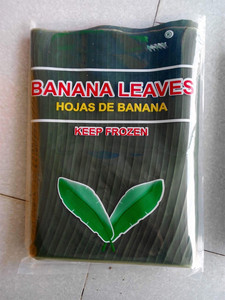 ®
BANANA LEAVES
HOJAS DE BANANA
KEEP FROZEN